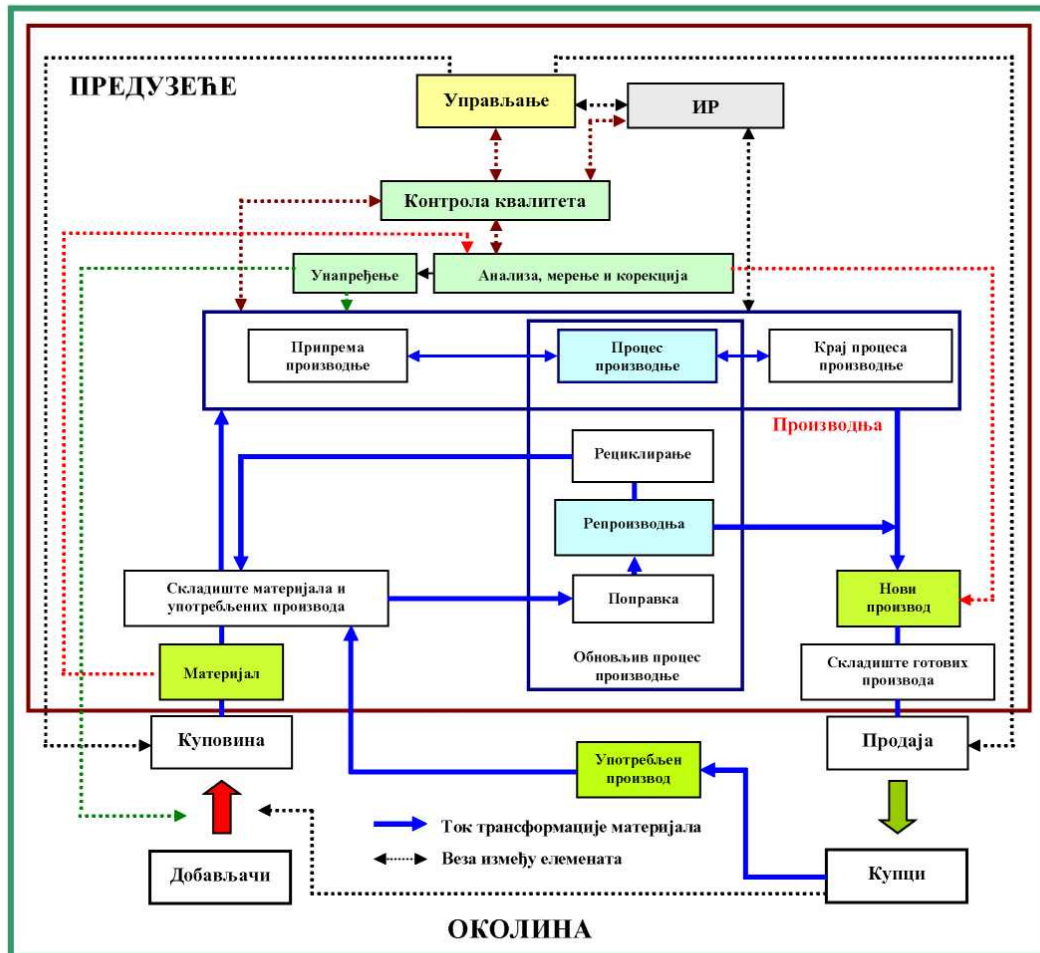 ПРЕДУЗЕЋЕ
Управљање
ИР
Контрола квалитета
Унапређење
Анализа, мерење и корекција
Припрема
производње
Процес
производње
Крај процеса
производње
Производња
Рециклирање
Репроизводња
Складиште материјала и
употребљених производа
Поправка
Нови
производ
Обновљив процес
производње
Материјал
Складиште готових
производа
Куповина
Продаја
Употребљен
производ
Ток трансформације материјала
Веза између елемената
Добављачи
Купци
ОКОЛИНА